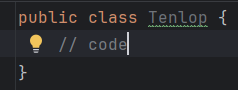 public class Tenlop {
// code
}